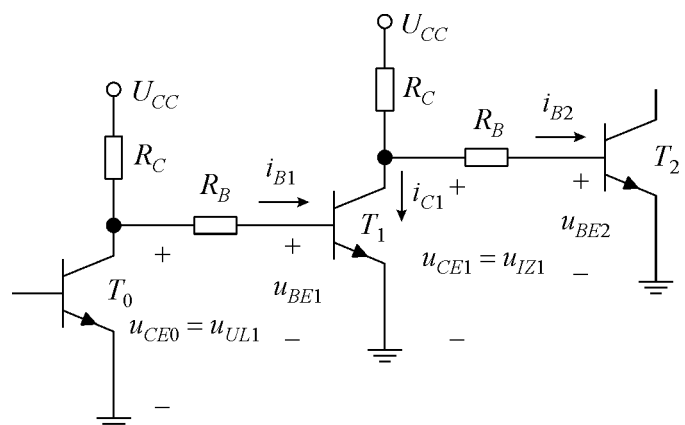 U_CC
U_CC
R_C
R_C
i_B2
R_B
T_2
i_B1
R_B
i_C1
+
+
T_1
u_BE2
+
+
u_CE1 = u_IZ1
−
T_0
u_BE1
u_CE0 = u_UL1
−
−
−